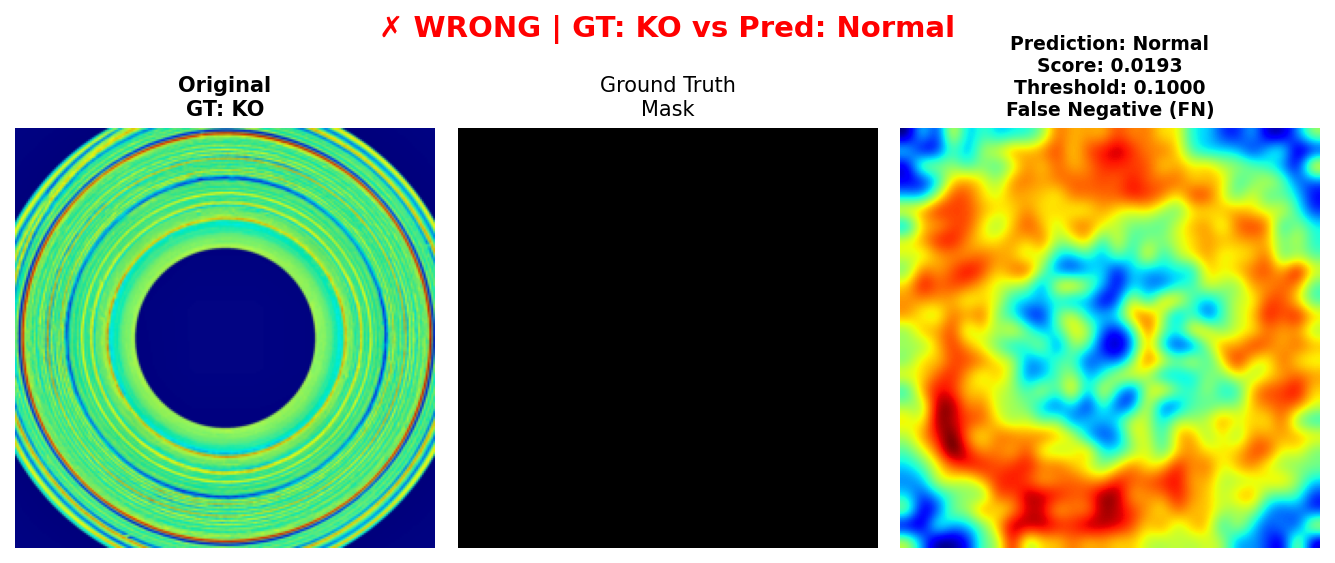 ✗ WRONG | GT: KO vs Pred: Normal
Original
GT: KO
Ground Truth
Mask
Prediction: Normal
Score: 0.0193
Threshold: 0.1000
False Negative (FN)